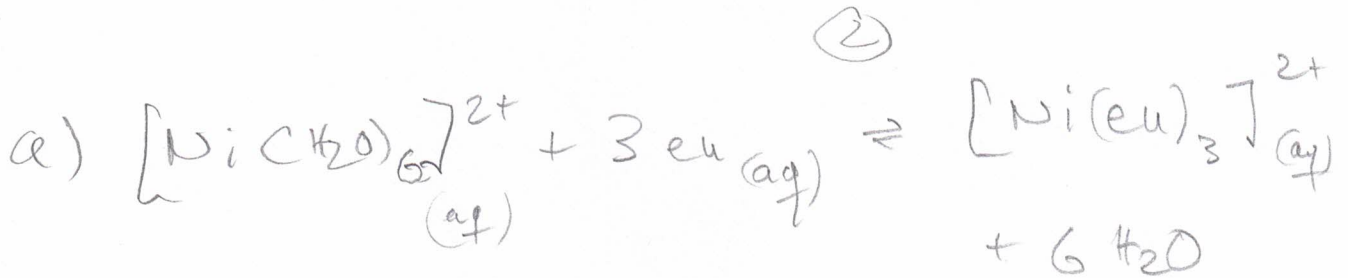 ②
a) [Ni(H₂O)₆]²⁺(aq) + 3 en (aq) ⇌ [Ni(en)₃]²⁺(aq)
+ 6 H₂O